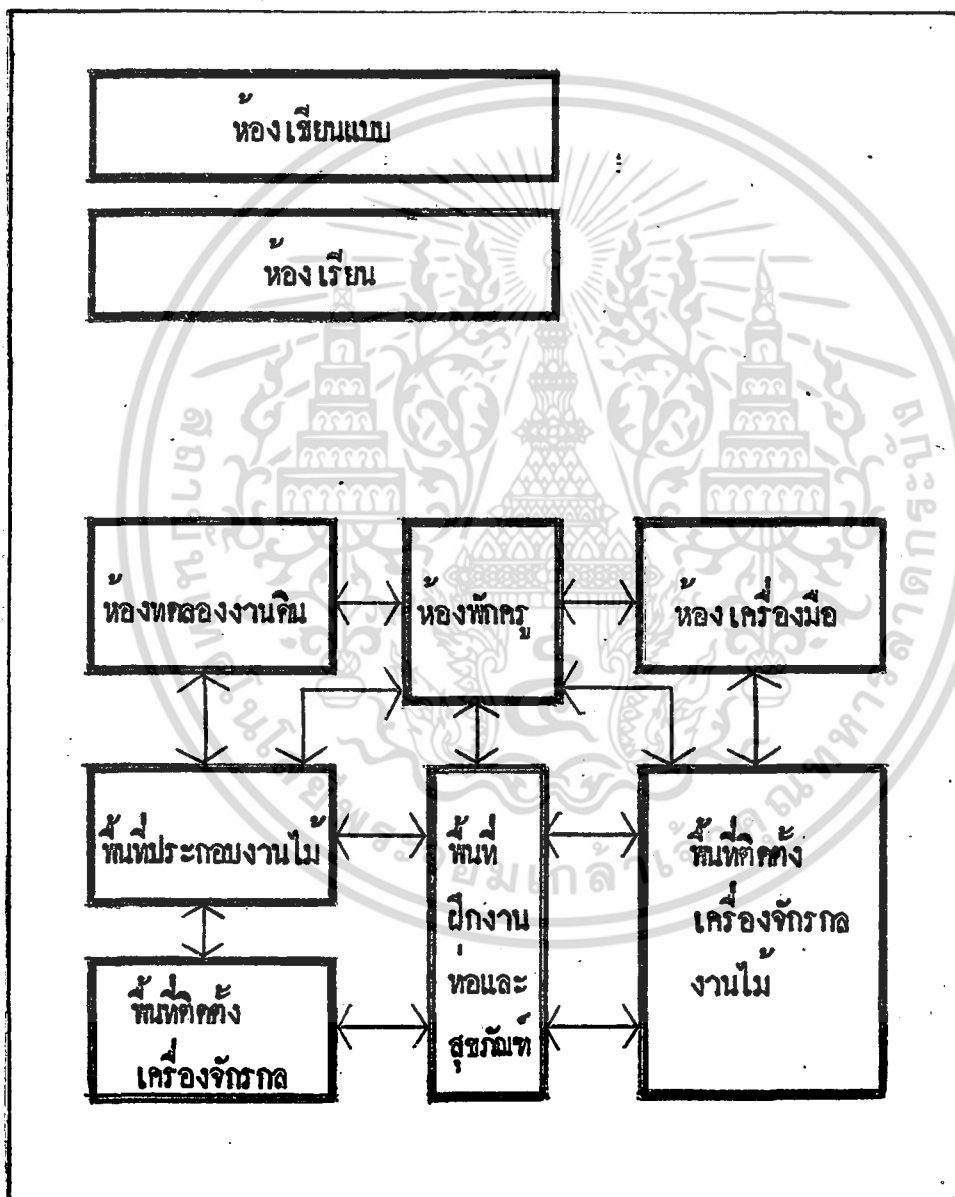 ห้องเขียนแบบ
ห้องเรียน
ห้องทดลองงานดิน
ห้องพักครู
ห้องเครื่องมือ
พื้นที่ประกอบงานไม้
พื้นที่
ฝึกงาน
ท่อและ
สุขภัณฑ์
พื้นที่ติดตั้ง
เครื่องจักรกล
งานไม้
พื้นที่ติดตั้ง
เครื่องจักรกล